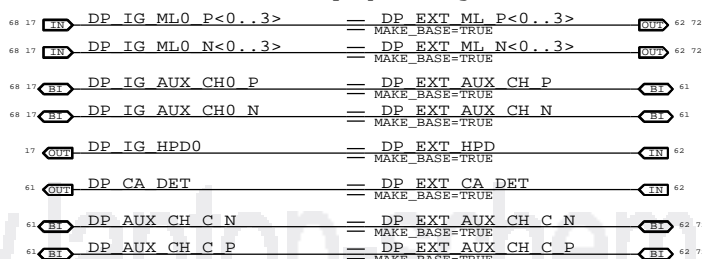 68 17 IN DP_IG_ML0_P<0..3> DP_EXT_ML_P<0..3> OUT 62 72
MAKE_BASE=TRUE
68 17 IN DP_IG_ML0_N<0..3> DP_EXT_ML_N<0..3> OUT 62 72
MAKE_BASE=TRUE
68 17 BI DP_IG_AUX_CH0_P DP_EXT_AUX_CH_P BI 61
MAKE_BASE=TRUE
68 17 BI DP_IG_AUX_CH0_N DP_EXT_AUX_CH_N BI 61
MAKE_BASE=TRUE
17 OUT DP_IG_HPD0 DP_EXT_HPD IN 62
MAKE_BASE=TRUE
61 OUT DP_CA_DET DP_EXT_CA_DET IN 62
MAKE_BASE=TRUE
61 BI DP_AUX_CH_C_N DP_EXT_AUX_CH_C_N BI 62 7
MAKE_BASE=TRUE
61 BI DP_AUX_CH_C_P DP_EXT_AUX_CH_C_P BI 62 7
MAKE_BASE=TRUE